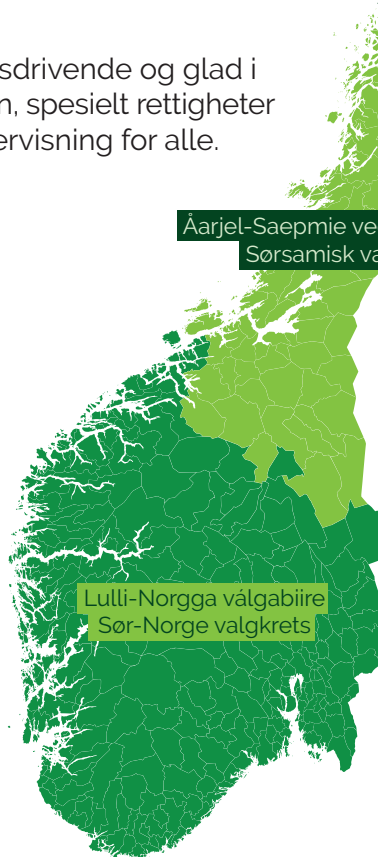 sdrivende og glad i
n, spesielt rettigheter
ervisning for alle.
Åarjel-Saepmie ve
Sørsamisk va
Lulli-Norgga válgabiire
Sør-Norge valgkrets